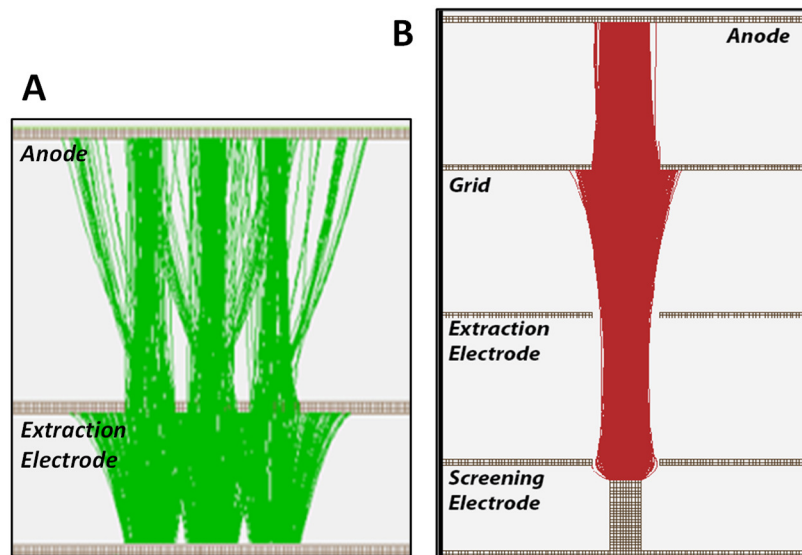 A
Anode
Extraction
Electrode
B
Anode
Grid
Extraction
Electrode
Screening
Electrode